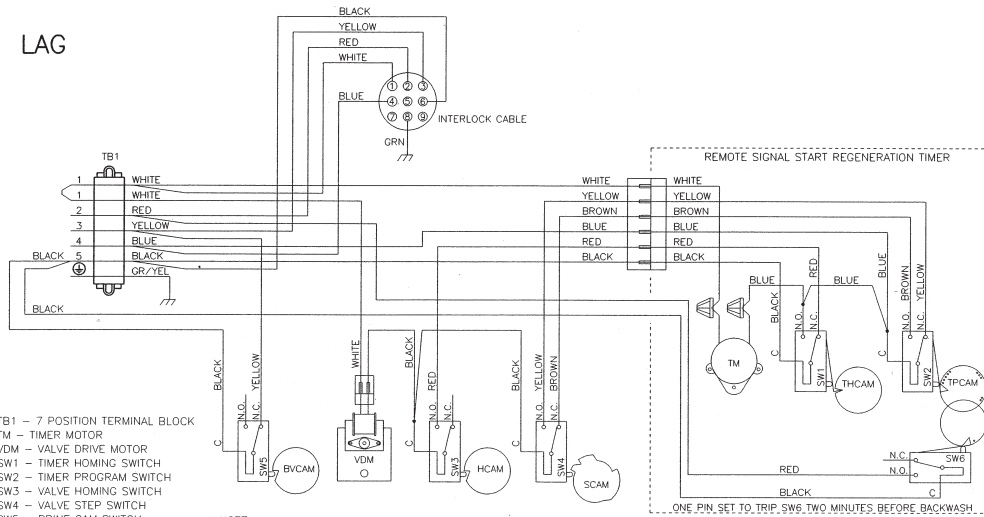 LAG
BLACK
YELLOW
RED
WHITE
BLUE
1 2 3
4 5 6
7 8 9
INTERLOCK CABLE
GRN
TB1
1 WHITE
1 WHITE
2 RED
3 YELLOW
4 BLUE
BLACK 5 BLACK
GR/YEL
BLACK
REMOTE SIGNAL START REGENERATION TIMER
WHITE WHITE
YELLOW YELLOW
BROWN BROWN
BLUE BLUE
RED RED
BLACK BLACK
BLUE
RED
BLUE
BLUE
BROWN
YELLOW
BLACK
N.O.
N.C.
C
SW1
THCAM
N.O.
N.C.
C
SW2
TPCAM
TM
BLACK
YELLOW
N.O.
N.C.
C
SW5
BVCAM
WHITE
VDM
BLACK
RED
N.O.
N.C.
C
SW3
HCAM
BLACK
YELLOW
BROWN
N.O.
N.C.
C
SW4
SCAM
N.C.
N.O.
C
SW6
RED
BLACK
ONE PIN SET TO TRIP SW6 TWO MINUTES BEFORE BACKWASH
TB1 – 7 POSITION TERMINAL BLOCK
TM – TIMER MOTOR
VDM – VALVE DRIVE MOTOR
SW1 – TIMER HOMING SWITCH
SW2 – TIMER PROGRAM SWITCH
SW3 – VALVE HOMING SWITCH
SW4 – VALVE STEP SWITCH